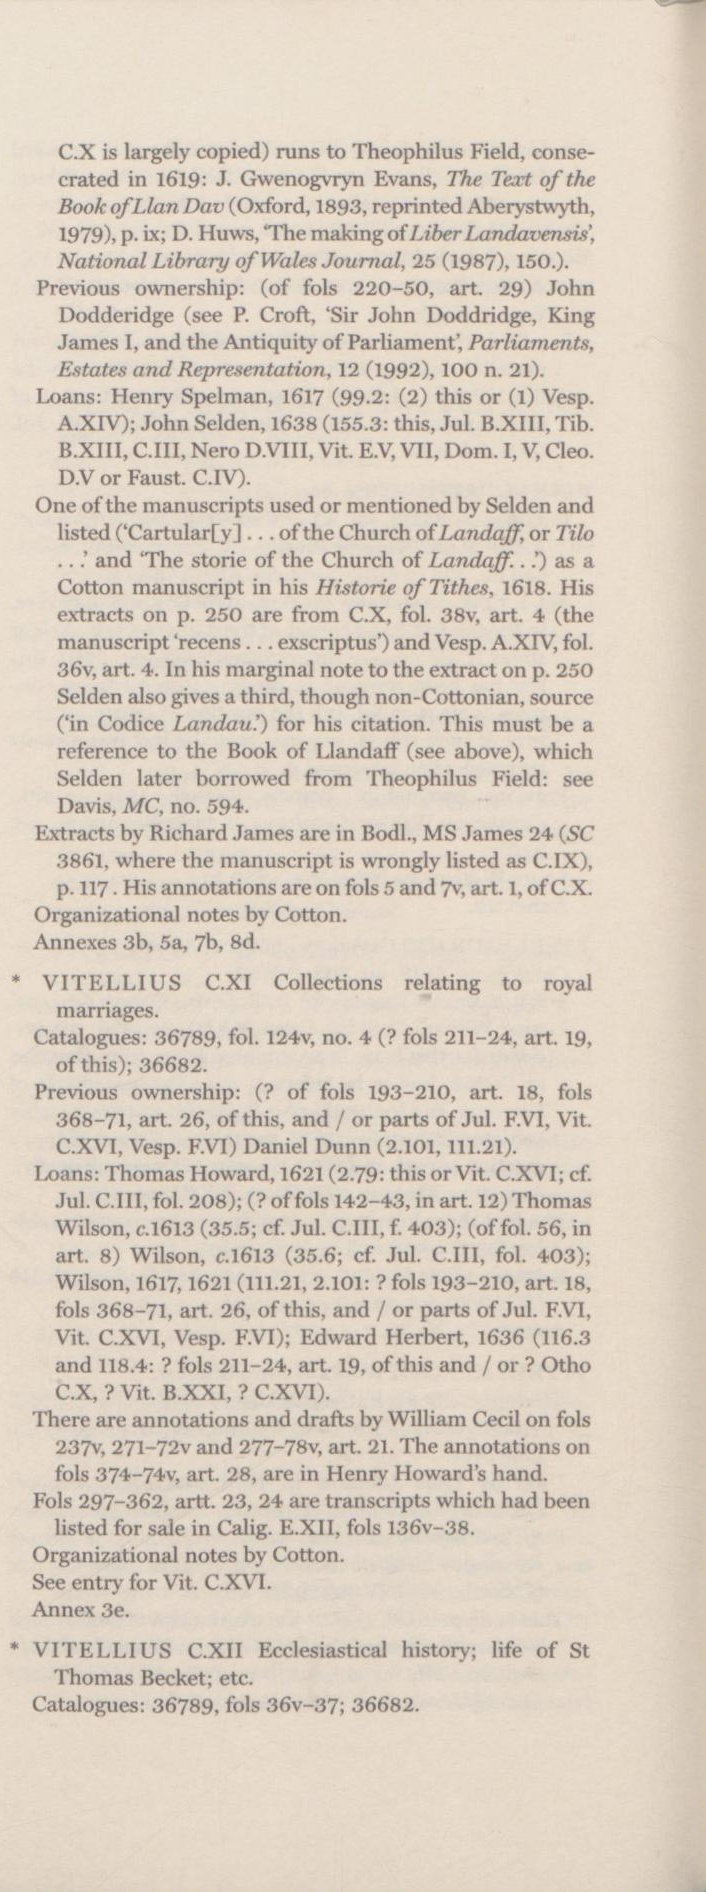 C.X is largely copied) runs to Theophilus Field, conse-
crated in 1619: J. Gwenogvryn Evans, The Text of the
Book of Llan Dav (Oxford, 1893, reprinted Aberystwyth,
1979), p. ix; D. Huws, ‘The making of Liber Landavensis’,
National Library of Wales Journal, 25 (1987), 150.).
Previous ownership: (of fols 220–50, art. 29) John
Dodderidge (see P. Croft, ‘Sir John Doddridge, King
James I, and the Antiquity of Parliament’, Parliaments,
Estates and Representation, 12 (1992), 100 n. 21).
Loans: Henry Spelman, 1617 (99.2: (2) this or (1) Vesp.
A.XIV); John Selden, 1638 (155.3: this, Jul. B.XIII, Tib.
B.XIII, C.III, Nero D.VIII, Vit. E.V, VII, Dom. I, V, Cleo.
D.V or Faust. C.IV).
One of the manuscripts used or mentioned by Selden and
listed (‘Cartular[y] . . . of the Church of Landaff, or Tilo
. . .’ and ‘The storie of the Church of Landaff. . .’) as a
Cotton manuscript in his Historie of Tithes, 1618. His
extracts on p. 250 are from C.X, fol. 38v, art. 4 (the
manuscript ‘recens . . . exscriptus’) and Vesp. A.XIV, fol.
36v, art. 4. In his marginal note to the extract on p. 250
Selden also gives a third, though non-Cottonian, source
(‘in Codice Landau.’) for his citation. This must be a
reference to the Book of Llandaff (see above), which
Selden later borrowed from Theophilus Field: see
Davis, MC, no. 594.
Extracts by Richard James are in Bodl., MS James 24 (SC
3861, where the manuscript is wrongly listed as C.IX),
p. 117 . His annotations are on fols 5 and 7v, art. 1, of C.X.
Organizational notes by Cotton.
Annexes 3b, 5a, 7b, 8d.
* VITELLIUS C.XI Collections relating to royal
marriages.
Catalogues: 36789, fol. 124v, no. 4 (? fols 211–24, art. 19,
of this); 36682.
Previous ownership: (? of fols 193–210, art. 18, fols
368–71, art. 26, of this, and / or parts of Jul. F.VI, Vit.
C.XVI, Vesp. F.VI) Daniel Dunn (2.101, 111.21).
Loans: Thomas Howard, 1621 (2.79: this or Vit. C.XVI; cf.
Jul. C.III, fol. 208); (? of fols 142–43, in art. 12) Thomas
Wilson, c.1613 (35.5; cf. Jul. C.III, f. 403); (of fol. 56, in
art. 8) Wilson, c.1613 (35.6; cf. Jul. C.III, fol. 403);
Wilson, 1617, 1621 (111.21, 2.101: ? fols 193–210, art. 18,
fols 368–71, art. 26, of this, and / or parts of Jul. F.VI,
Vit. C.XVI, Vesp. F.VI); Edward Herbert, 1636 (116.3
and 118.4: ? fols 211–24, art. 19, of this and / or ? Otho
C.X, ? Vit. B.XXI, ? C.XVI).
There are annotations and drafts by William Cecil on fols
237v, 271–72v and 277–78v, art. 21. The annotations on
fols 374–74v, art. 28, are in Henry Howard’s hand.
Fols 297–362, artt. 23, 24 are transcripts which had been
listed for sale in Calig. E.XII, fols 136v–38.
Organizational notes by Cotton.
See entry for Vit. C.XVI.
Annex 3e.
* VITELLIUS C.XII Ecclesiastical history; life of St
Thomas Becket; etc.
Catalogues: 36789, fols 36v–37; 36682.